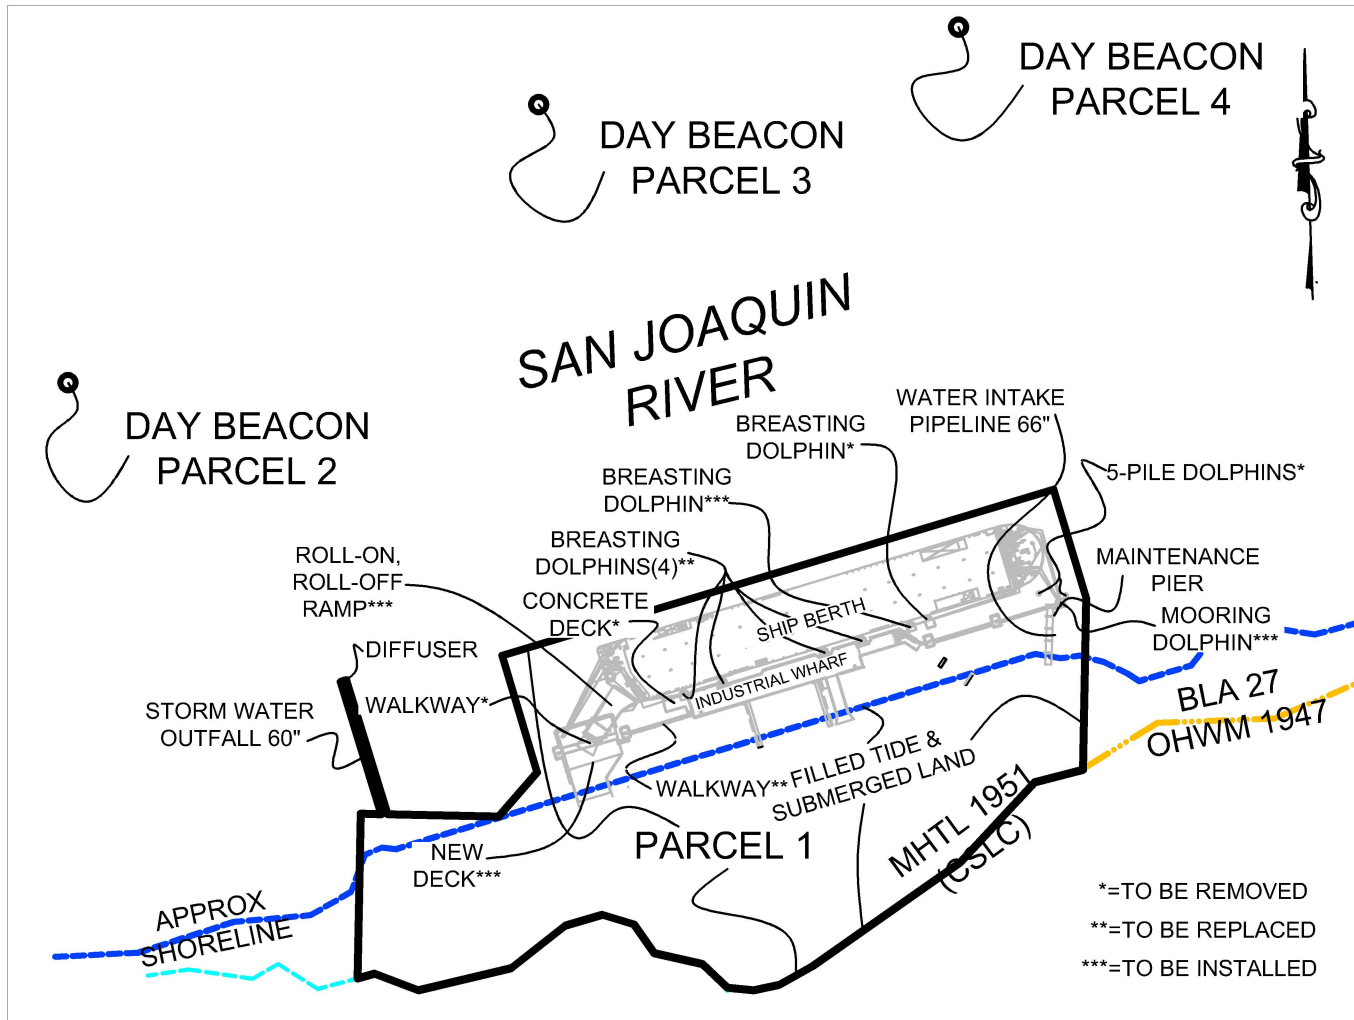 DAY BEACON
PARCEL 4
DAY BEACON
PARCEL 3
SAN JOAQUIN
RIVER
DAY BEACON
PARCEL 2
WATER INTAKE
PIPELINE 66"
BREASTING
DOLPHIN*
5-PILE DOLPHINS*
BREASTING
DOLPHIN***
BREASTING
DOLPHINS(4)**
ROLL-ON,
ROLL-OFF
RAMP***
CONCRETE
DECK*
MAINTENANCE
PIER
SHIP BERTH
MOORING
DOLPHIN***
DIFFUSER
INDUSTRIAL WHARF
WALKWAY*
STORM WATER
OUTFALL 60"
BLA 27
OHWM 1947
WALKWAY**
FILLED TIDE &
SUBMERGED LAND
PARCEL 1
MHTL 1951
(CSLC)
NEW
DECK***
APPROX
SHORELINE
*=TO BE REMOVED
**=TO BE REPLACED
***=TO BE INSTALLED